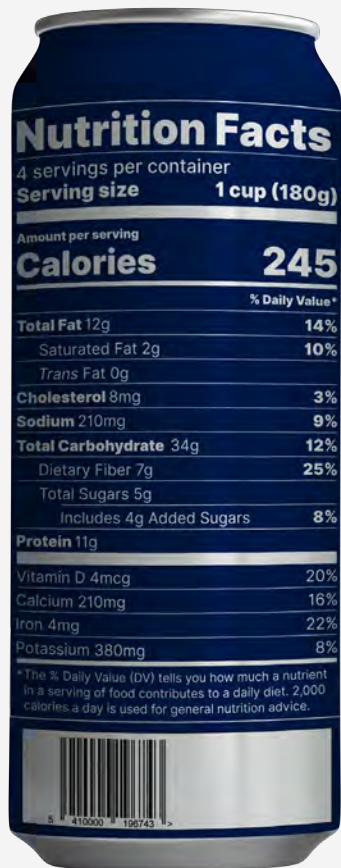 Nutrition Facts
4 servings per container
Serving size 1 cup (180g)
Amount per serving
Calories 245
% Daily Value*
Total Fat 12g 14%
Saturated Fat 2g 10%
Trans Fat 0g
Cholesterol 8mg 3%
Sodium 210mg 9%
Total Carbohydrate 34g 12%
Dietary Fiber 7g 25%
Total Sugars 5g
Includes 4g Added Sugars 8%
Protein 11g
Vitamin D 4mcg 20%
Calcium 210mg 16%
Iron 4mg 22%
Potassium 380mg 8%
*The % Daily Value (DV) tells you how much a nutrient
in a serving of food contributes to a daily diet. 2,000
calories a day is used for general nutrition advice.
5 410000 196743 >